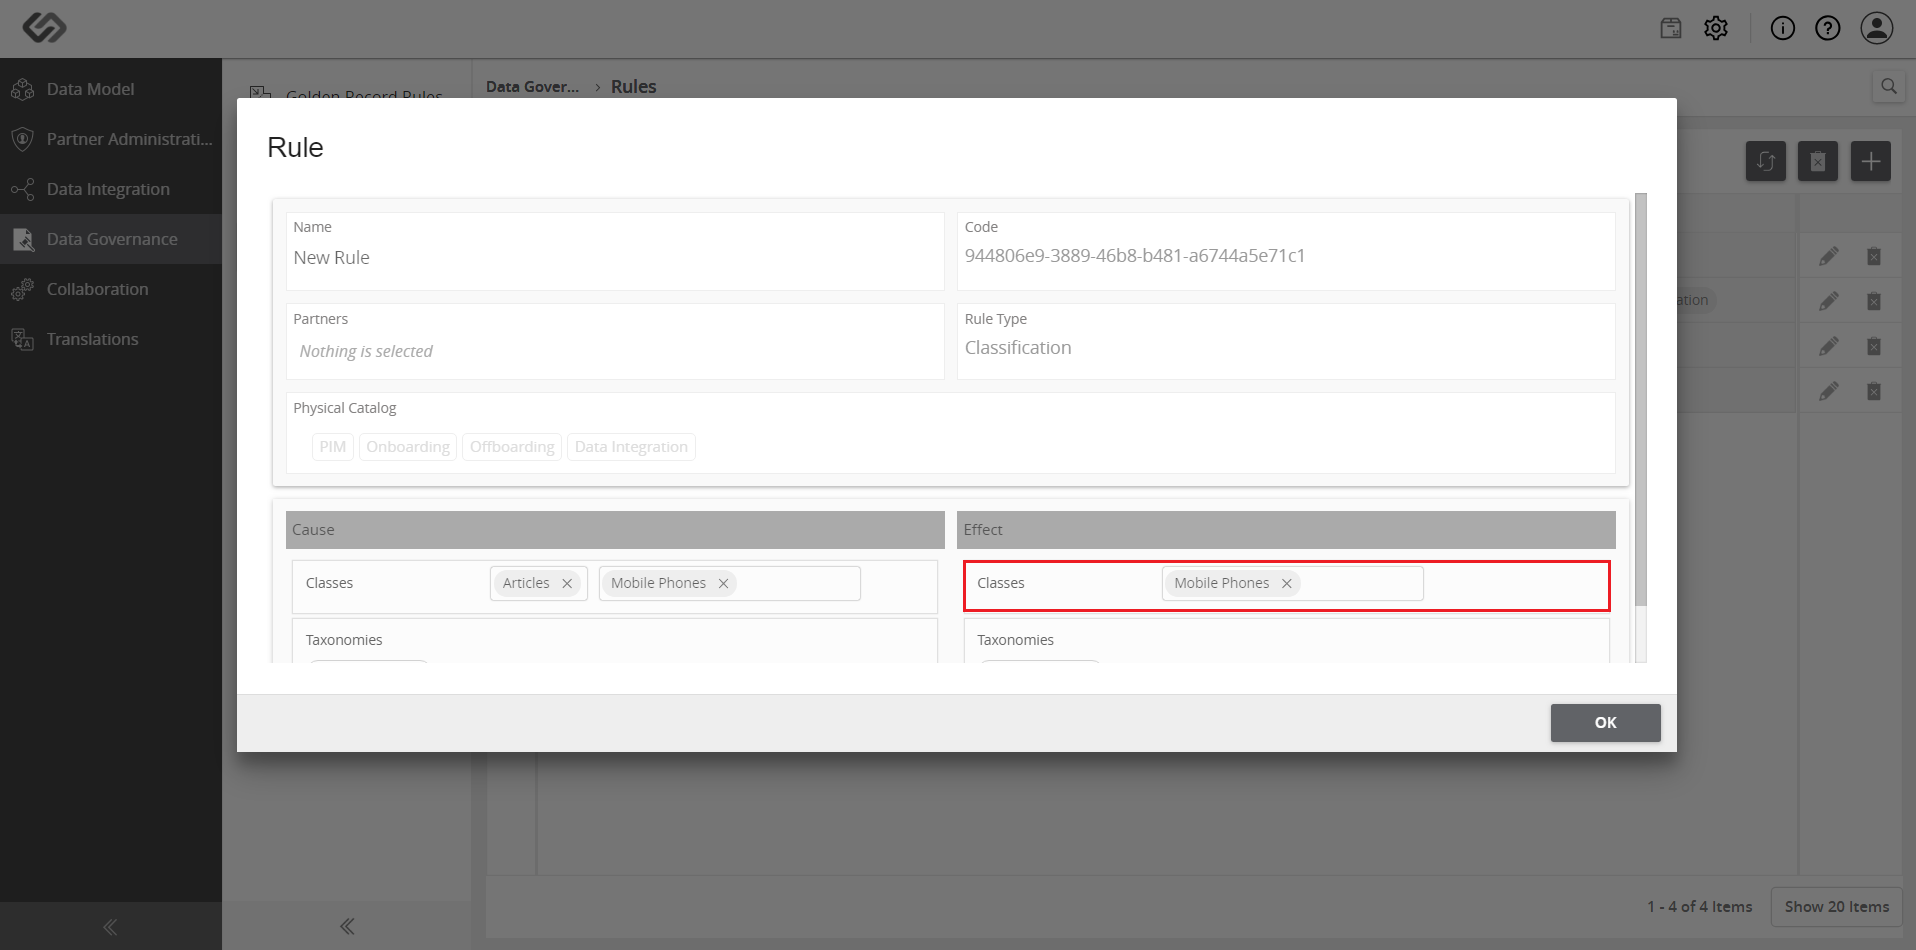 Data Model
Partner Administrati...
Data Integration
Data Governance
Collaboration
Translations
Golden Record Rules
Data Gover... › Rules
Rule
Name
New Rule
Code
944806e9-3889-46b8-b481-a6744a5e71c1
Partners
Nothing is selected
Rule Type
Classification
Physical Catalog
PIM Onboarding Offboarding Data Integration
Cause
Effect
Classes Articles Mobile Phones
Classes Mobile Phones
Taxonomies
Taxonomies
OK
ation
1 - 4 of 4 Items
Show 20 Items